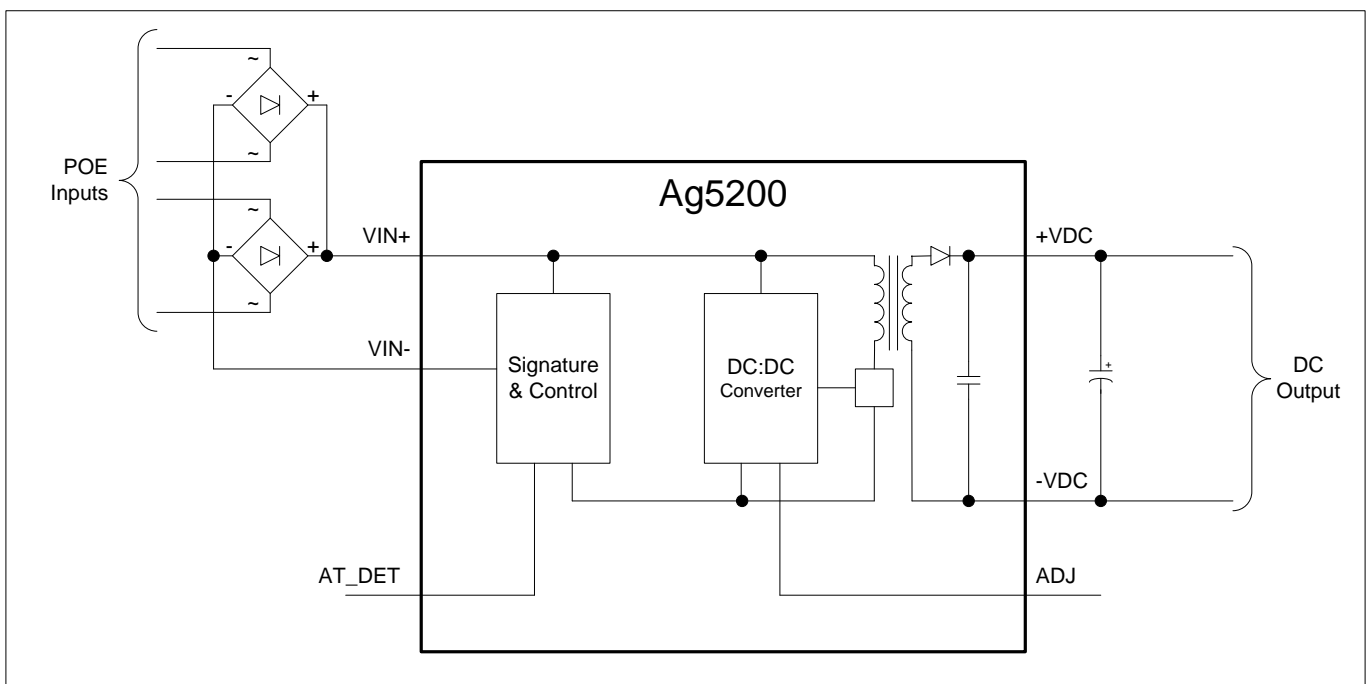 ~
-
+
~
POE
Inputs
~
-
+
~
VIN+
VIN-
Ag5200
Signature
& Control
DC:DC
Converter
+VDC
-VDC
+
DC
Output
AT_DET
ADJ